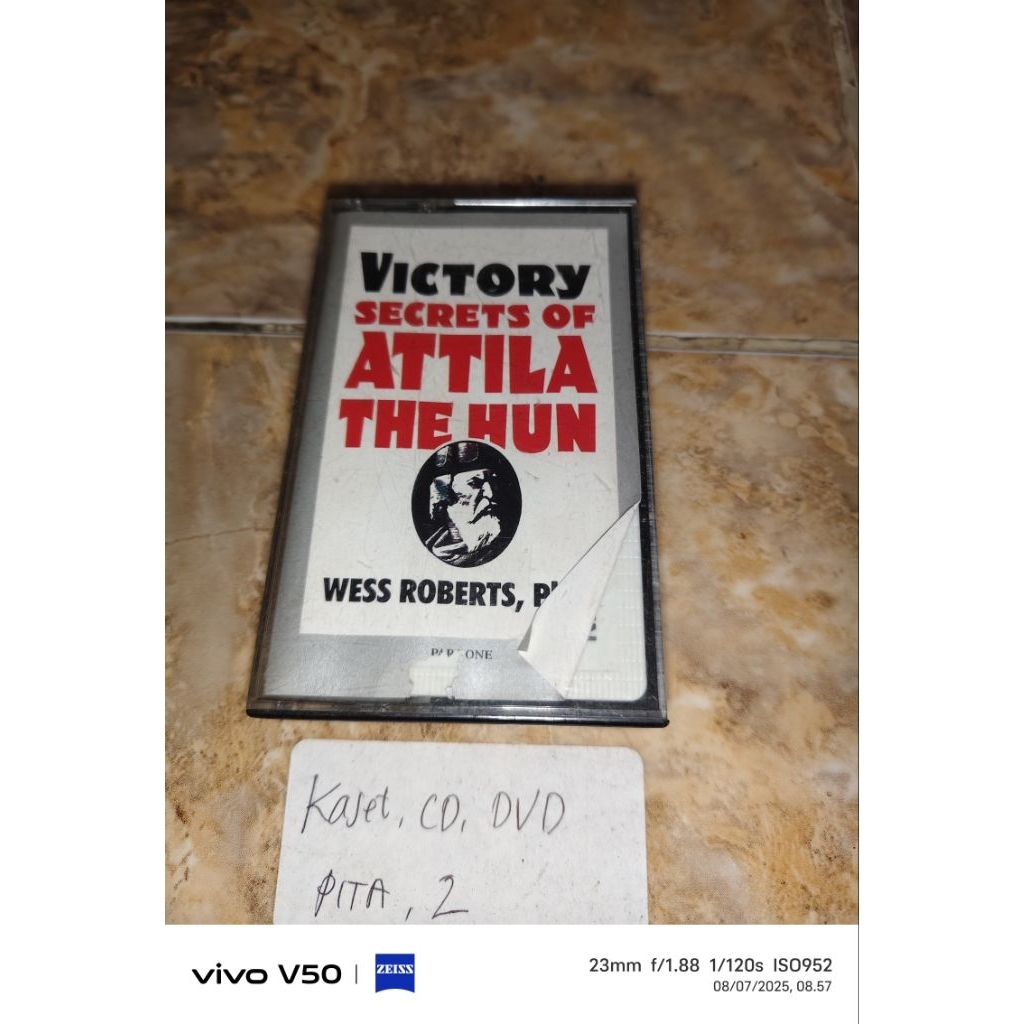 VICTORY
SECRETS OF
ATTILA
THE HUN
WESS ROBERTS,
ONE
Kaset, CD, DVD
PITA, 2
vivo V50 | ZEISS
23mm f/1.88 1/120s ISO952
08/07/2025, 08.57